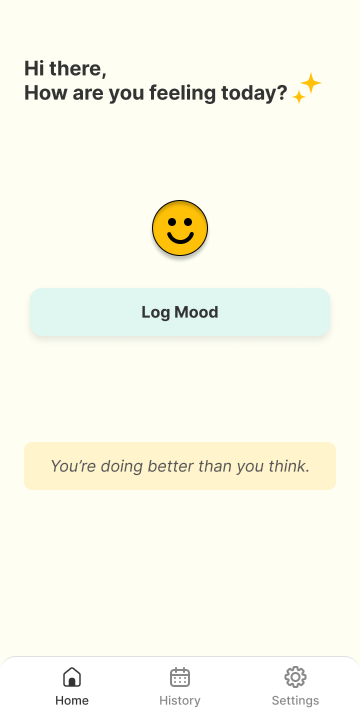 Hi there,
How are you feeling today?
Log Mood
You're doing better than you think.
Home
History
Settings